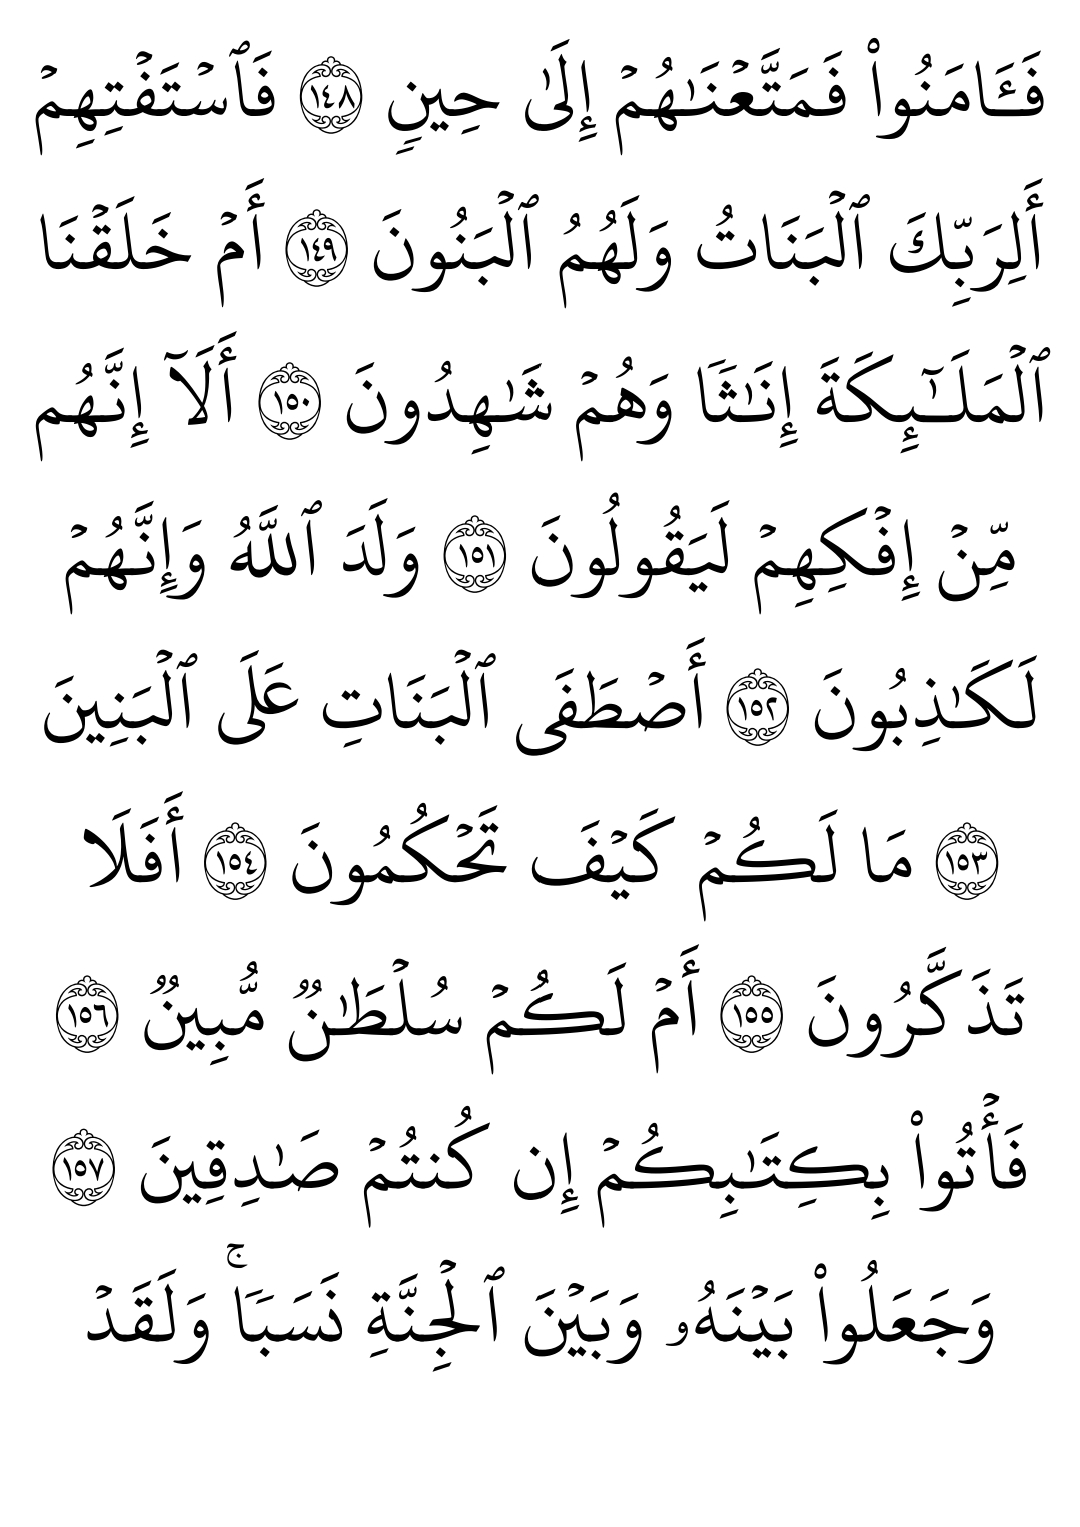 فَـَٔامَنُوا۟ فَمَتَّعۡنَـٰهُمۡ إِلَىٰ حِينࣲ ١٤٨ فَٱسۡتَفۡتِهِمۡ
أَلِرَبِّكَ ٱلۡبَنَاتُ وَلَهُمُ ٱلۡبَنُونَ ١٤٩ أَمۡ خَلَقۡنَا
ٱلۡمَلَـٰۤىِٕكَةَ إِنَـٰثࣰا وَهُمۡ شَـٰهِدُونَ ١٥٠ أَلَاۤ إِنَّهُم
مِّنۡ إِفۡكِهِمۡ لَيَقُولُونَ ١٥١ وَلَدَ ٱللَّهُ وَإِنَّهُمۡ
لَكَـٰذِبُونَ ١٥٢ أَصۡطَفَى ٱلۡبَنَاتِ عَلَى ٱلۡبَنِينَ
١٥٣ مَا لَكُمۡ كَيۡفَ تَحۡكُمُونَ ١٥٤ أَفَلَا
تَذَكَّرُونَ ١٥٥ أَمۡ لَكُمۡ سُلۡطَـٰنࣱ مُّبِينࣱ ١٥٦
فَأۡتُوا۟ بِكِتَـٰبِكُمۡ إِن كُنتُمۡ صَـٰدِقِينَ ١٥٧
وَجَعَلُوا۟ بَيۡنَهُۥ وَبَيۡنَ ٱلۡجِنَّةِ نَسَبࣰاۚ وَلَقَدۡ